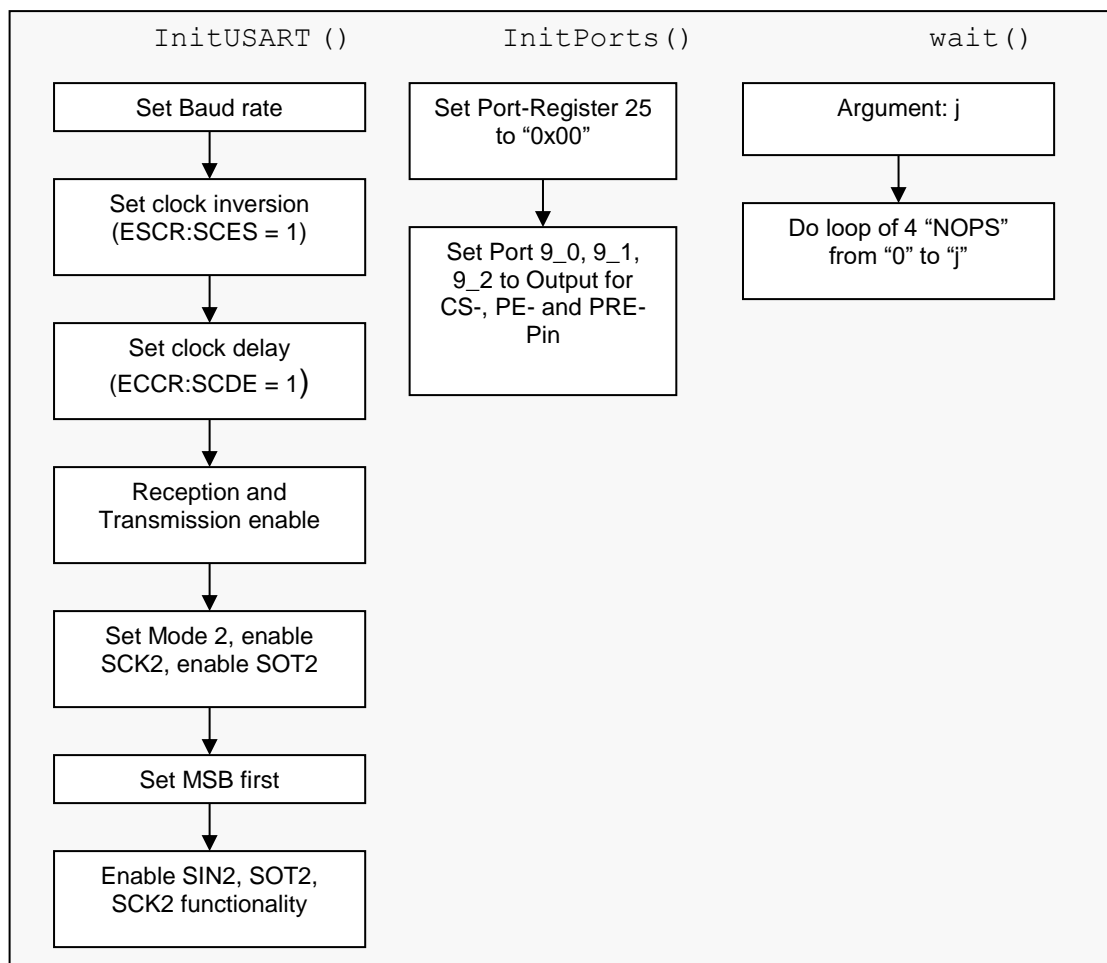 InitUSART ()
Set Baud rate
Set clock inversion
(ESCR:SCES = 1)
Set clock delay
(ECCR:SCDE = 1)
Reception and
Transmission enable
Set Mode 2, enable
SCK2, enable SOT2
Set MSB first
Enable SIN2, SOT2,
SCK2 functionality
InitPorts()
Set Port-Register 25
to “0x00”
Set Port 9_0, 9_1,
9_2 to Output for
CS-, PE- and PRE-
Pin
wait()
Argument: j
Do loop of 4 “NOPS”
from “0” to “j”